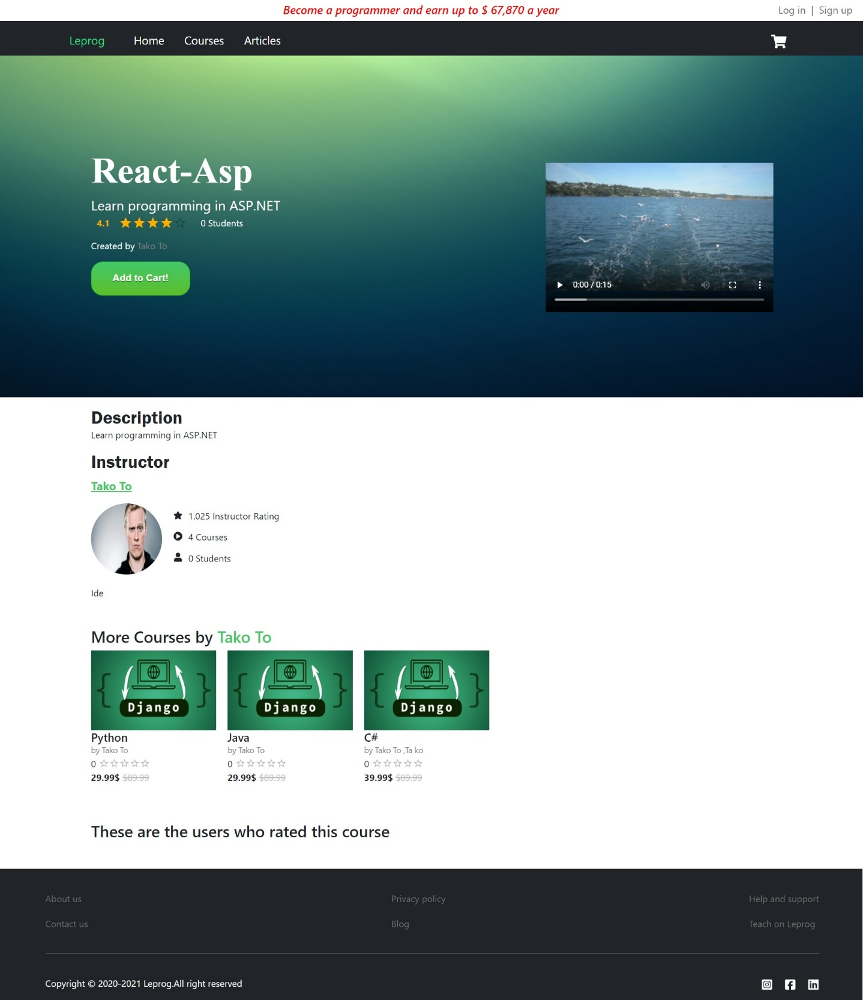 Become a programmer and earn up to $ 67,870 a year
Log in | Sign up
Leprog Home Courses Articles
React-Asp
Learn programming in ASP.NET
4.1 0 Students
Created by Tako To
Add to Cart!
0:00 / 0:15
Description
Learn programming in ASP.NET
Instructor
Tako To
1.025 Instructor Rating
4 Courses
0 Students
Ide
More Courses by Tako To
{ Django }
{ Django }
{ Django }
Python
by Tako To
0
29.99$ $89.99
Java
by Tako To
0
29.99$ $89.99
C#
by Tako To ,Ta ko
0
39.99$ $89.99
These are the users who rated this course
About us
Contact us
Privacy policy
Blog
Help and support
Teach on Leprog
Copyright © 2020-2021 Leprog.All right reserved